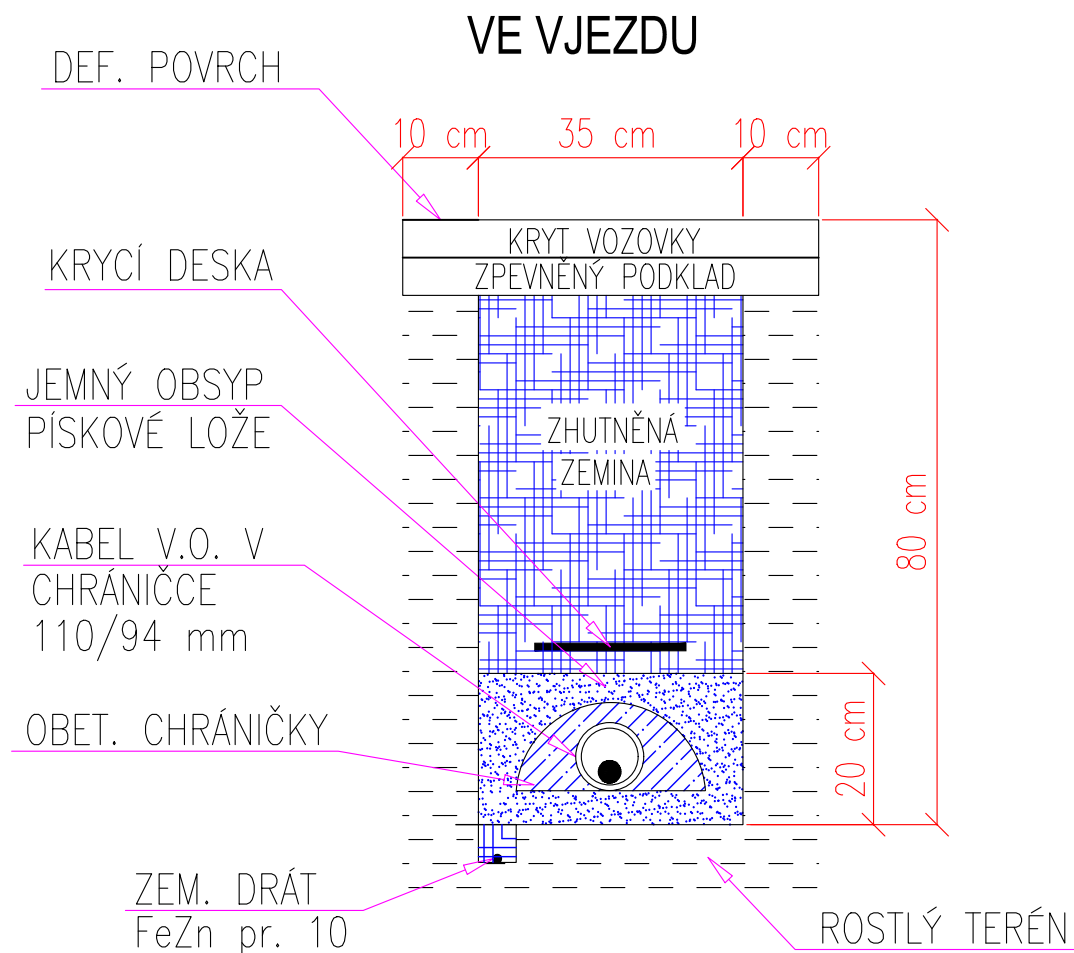 VE VJEZDU
DEF. POVRCH
10 cm
35 cm
10 cm
KRYT VOZOVKY
ZPEVNĚNÝ PODKLAD
KRYCÍ DESKA
JEMNÝ OBSYP
PÍSKOVÉ LOŽE
ZHUTNĚNÁ
ZEMINA
80 cm
KABEL V.O. V
CHRÁNIČCE
110/94 mm
OBET. CHRÁNIČKY
20 cm
ZEM. DRÁT
FeZn pr. 10
ROSTLÝ TERÉN